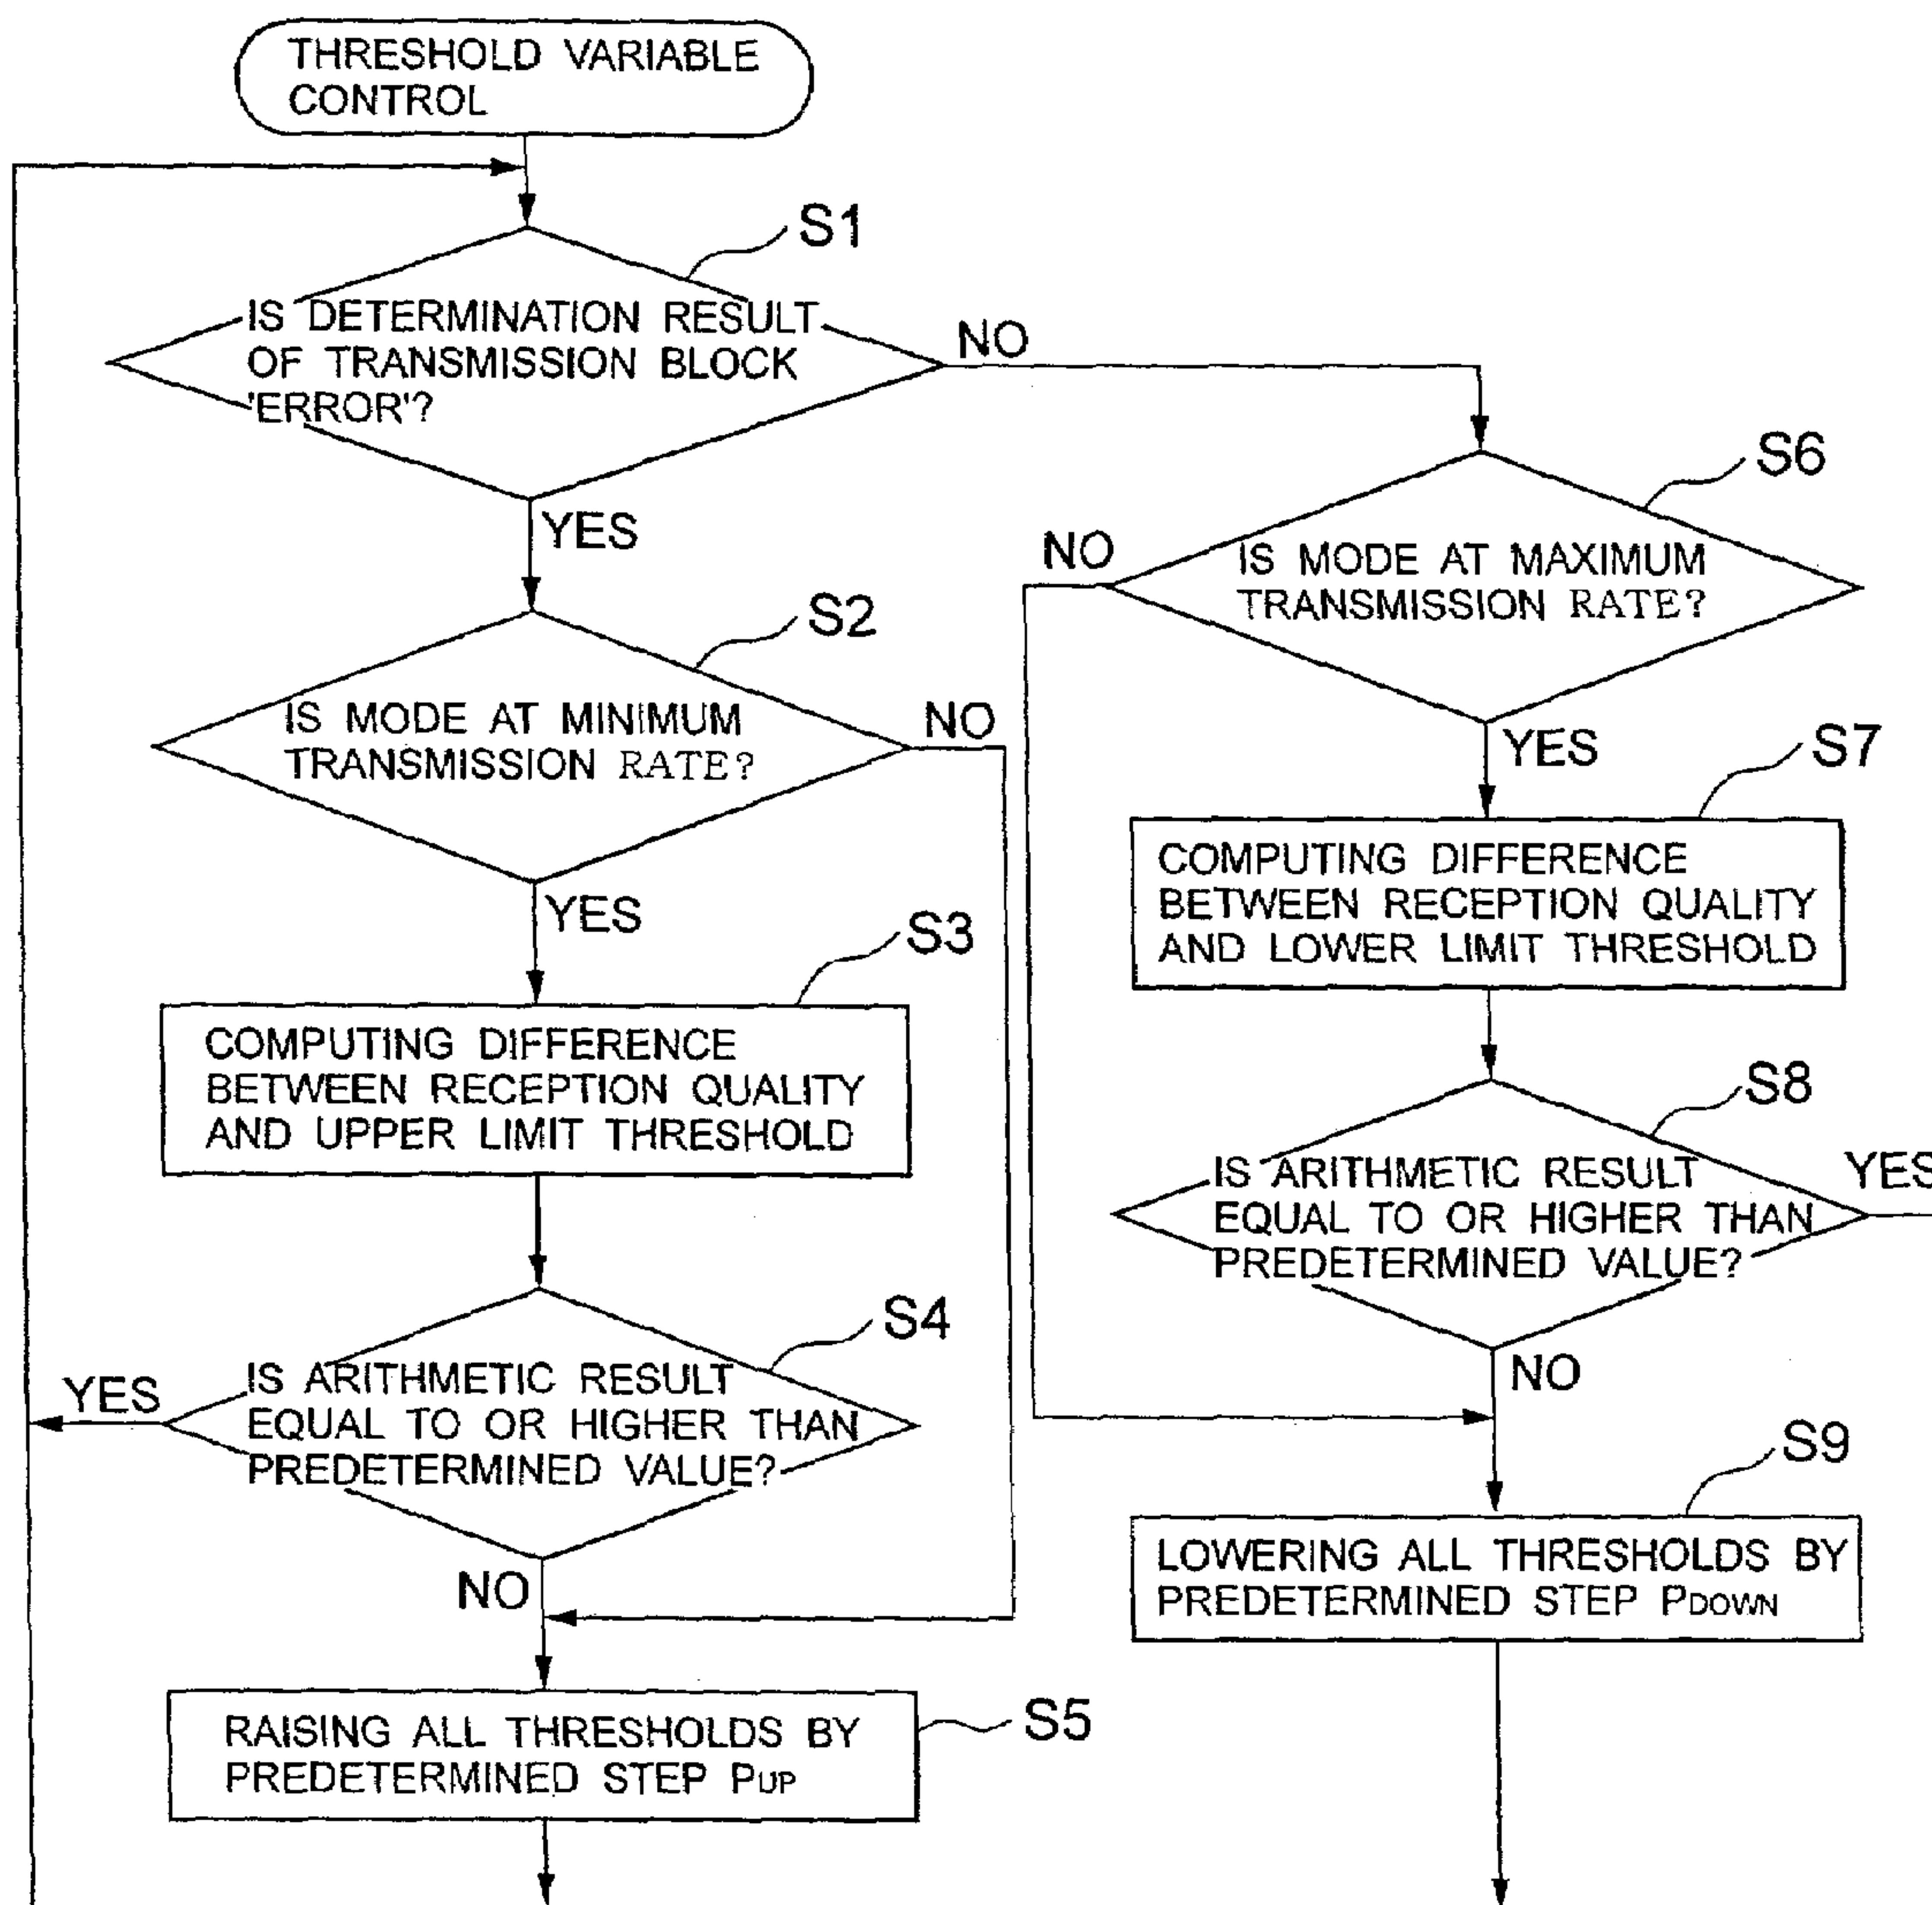 THRESHOLD VARIABLE
CONTROL
S1
IS DETERMINATION RESULT
OF TRANSMISSION BLOCK
'ERROR'?
NO
YES
S2
IS MODE AT MINIMUM
TRANSMISSION RATE?
NO
YES
S3
COMPUTING DIFFERENCE
BETWEEN RECEPTION QUALITY
AND UPPER LIMIT THRESHOLD
S4
IS ARITHMETIC RESULT
EQUAL TO OR HIGHER THAN
PREDETERMINED VALUE?
YES
NO
S5
RAISING ALL THRESHOLDS BY
PREDETERMINED STEP PUP
S6
IS MODE AT MAXIMUM
TRANSMISSION RATE?
NO
YES
S7
COMPUTING DIFFERENCE
BETWEEN RECEPTION QUALITY
AND LOWER LIMIT THRESHOLD
S8
IS ARITHMETIC RESULT
EQUAL TO OR HIGHER THAN
PREDETERMINED VALUE?
YES
NO
S9
LOWERING ALL THRESHOLDS BY
PREDETERMINED STEP PDOWN